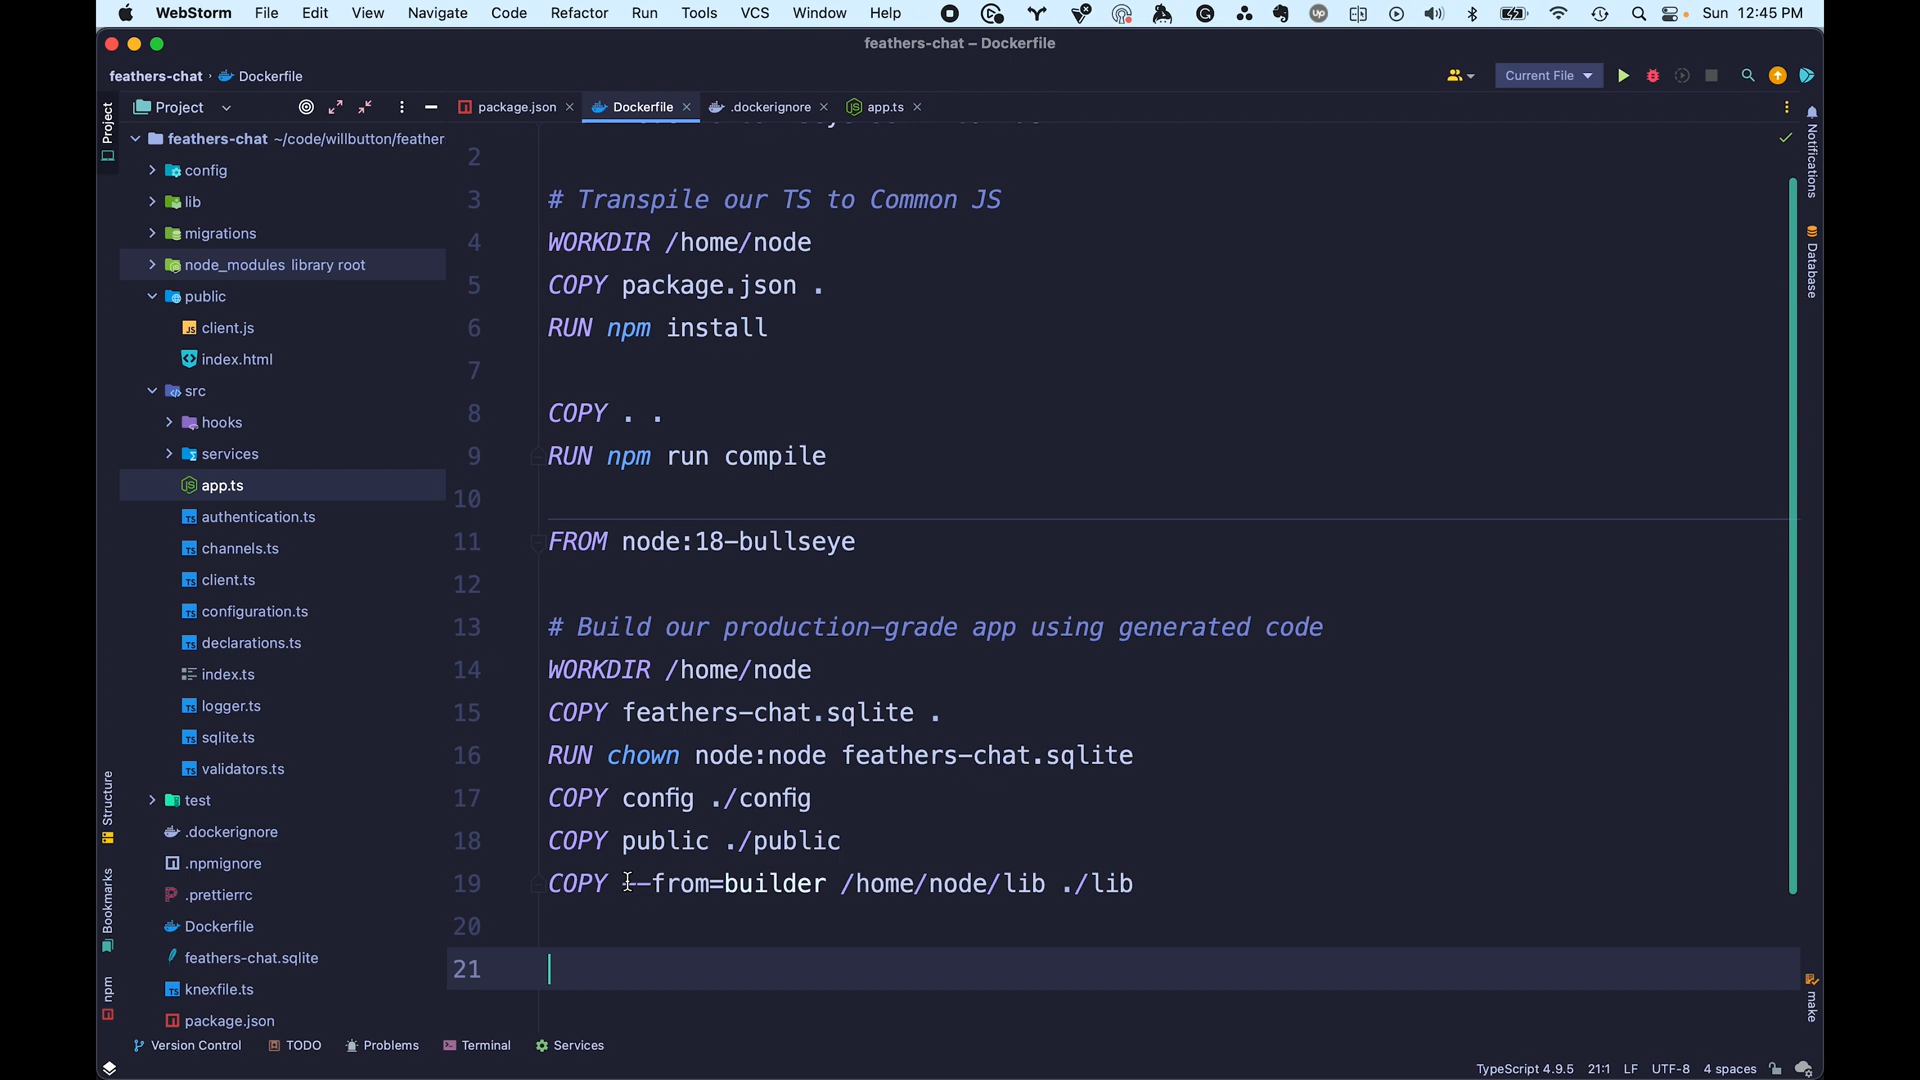 WebStorm File Edit View Navigate Code Refactor Run Tools VCS Window Help Sun 12:45 PM
feathers-chat – Dockerfile
feathers-chat › Dockerfile
Current File
Project
package.json
Dockerfile
.dockerignore
app.ts
Project
Structure
Bookmarks
npm
feathers-chat ~/code/willbutton/feather
config
lib
migrations
node_modules library root
public
client.js
index.html
src
hooks
services
app.ts
authentication.ts
channels.ts
client.ts
configuration.ts
declarations.ts
index.ts
logger.ts
sqlite.ts
validators.ts
test
.dockerignore
.npmignore
.prettierrc
Dockerfile
feathers-chat.sqlite
knexfile.ts
package.json
2
3 # Transpile our TS to Common JS
4 WORKDIR /home/node
5 COPY package.json .
6 RUN npm install
7
8 COPY . .
9 RUN npm run compile
10
11 FROM node:18-bullseye
12
13 # Build our production-grade app using generated code
14 WORKDIR /home/node
15 COPY feathers-chat.sqlite .
16 RUN chown node:node feathers-chat.sqlite
17 COPY config ./config
18 COPY public ./public
19 COPY --from=builder /home/node/lib ./lib
20
21
Notifications
Database
make
Version Control TODO Problems Terminal Services
TypeScript 4.9.5 21:1 LF UTF-8 4 spaces